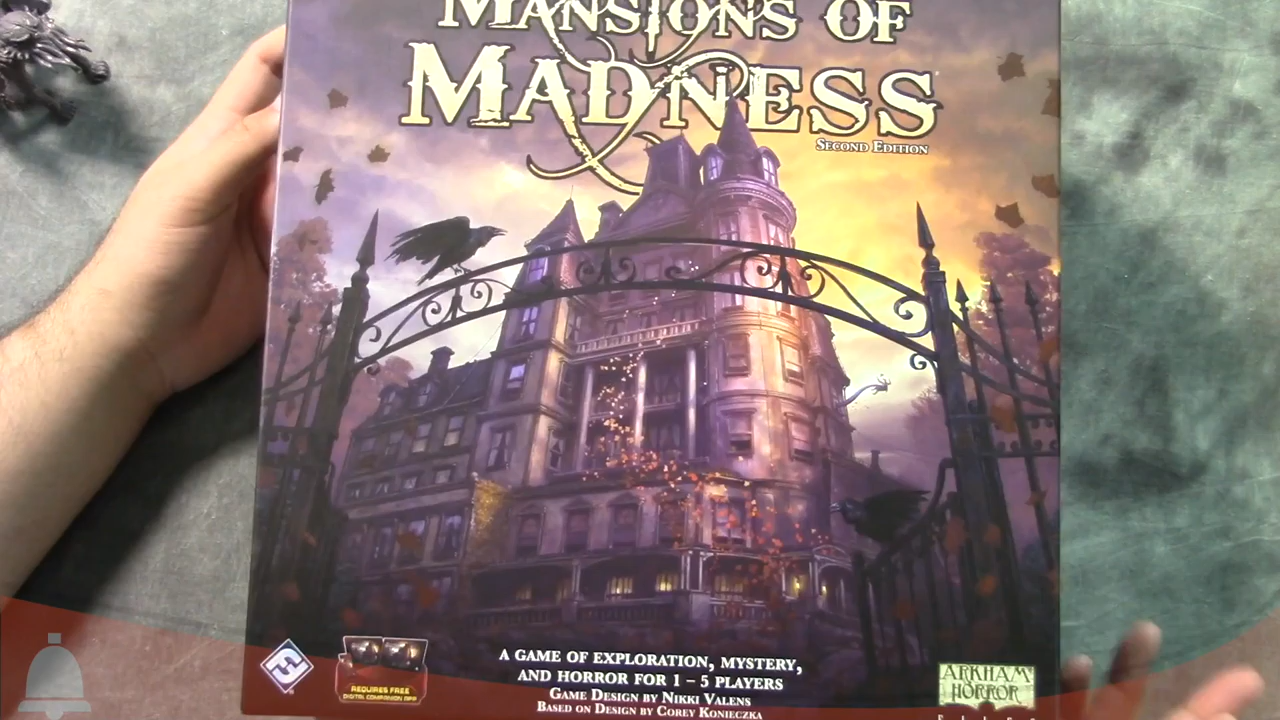 MANSIONS OF
MADNESS
SECOND EDITION
A GAME OF EXPLORATION, MYSTERY,
AND HORROR FOR 1 – 5 PLAYERS
GAME DESIGN BY NIKKI VALENS
BASED ON DESIGN BY COREY KONIECZKA
REQUIRES FREE
DIGITAL COMPANION APP
ARKHAM
HORROR
FILES